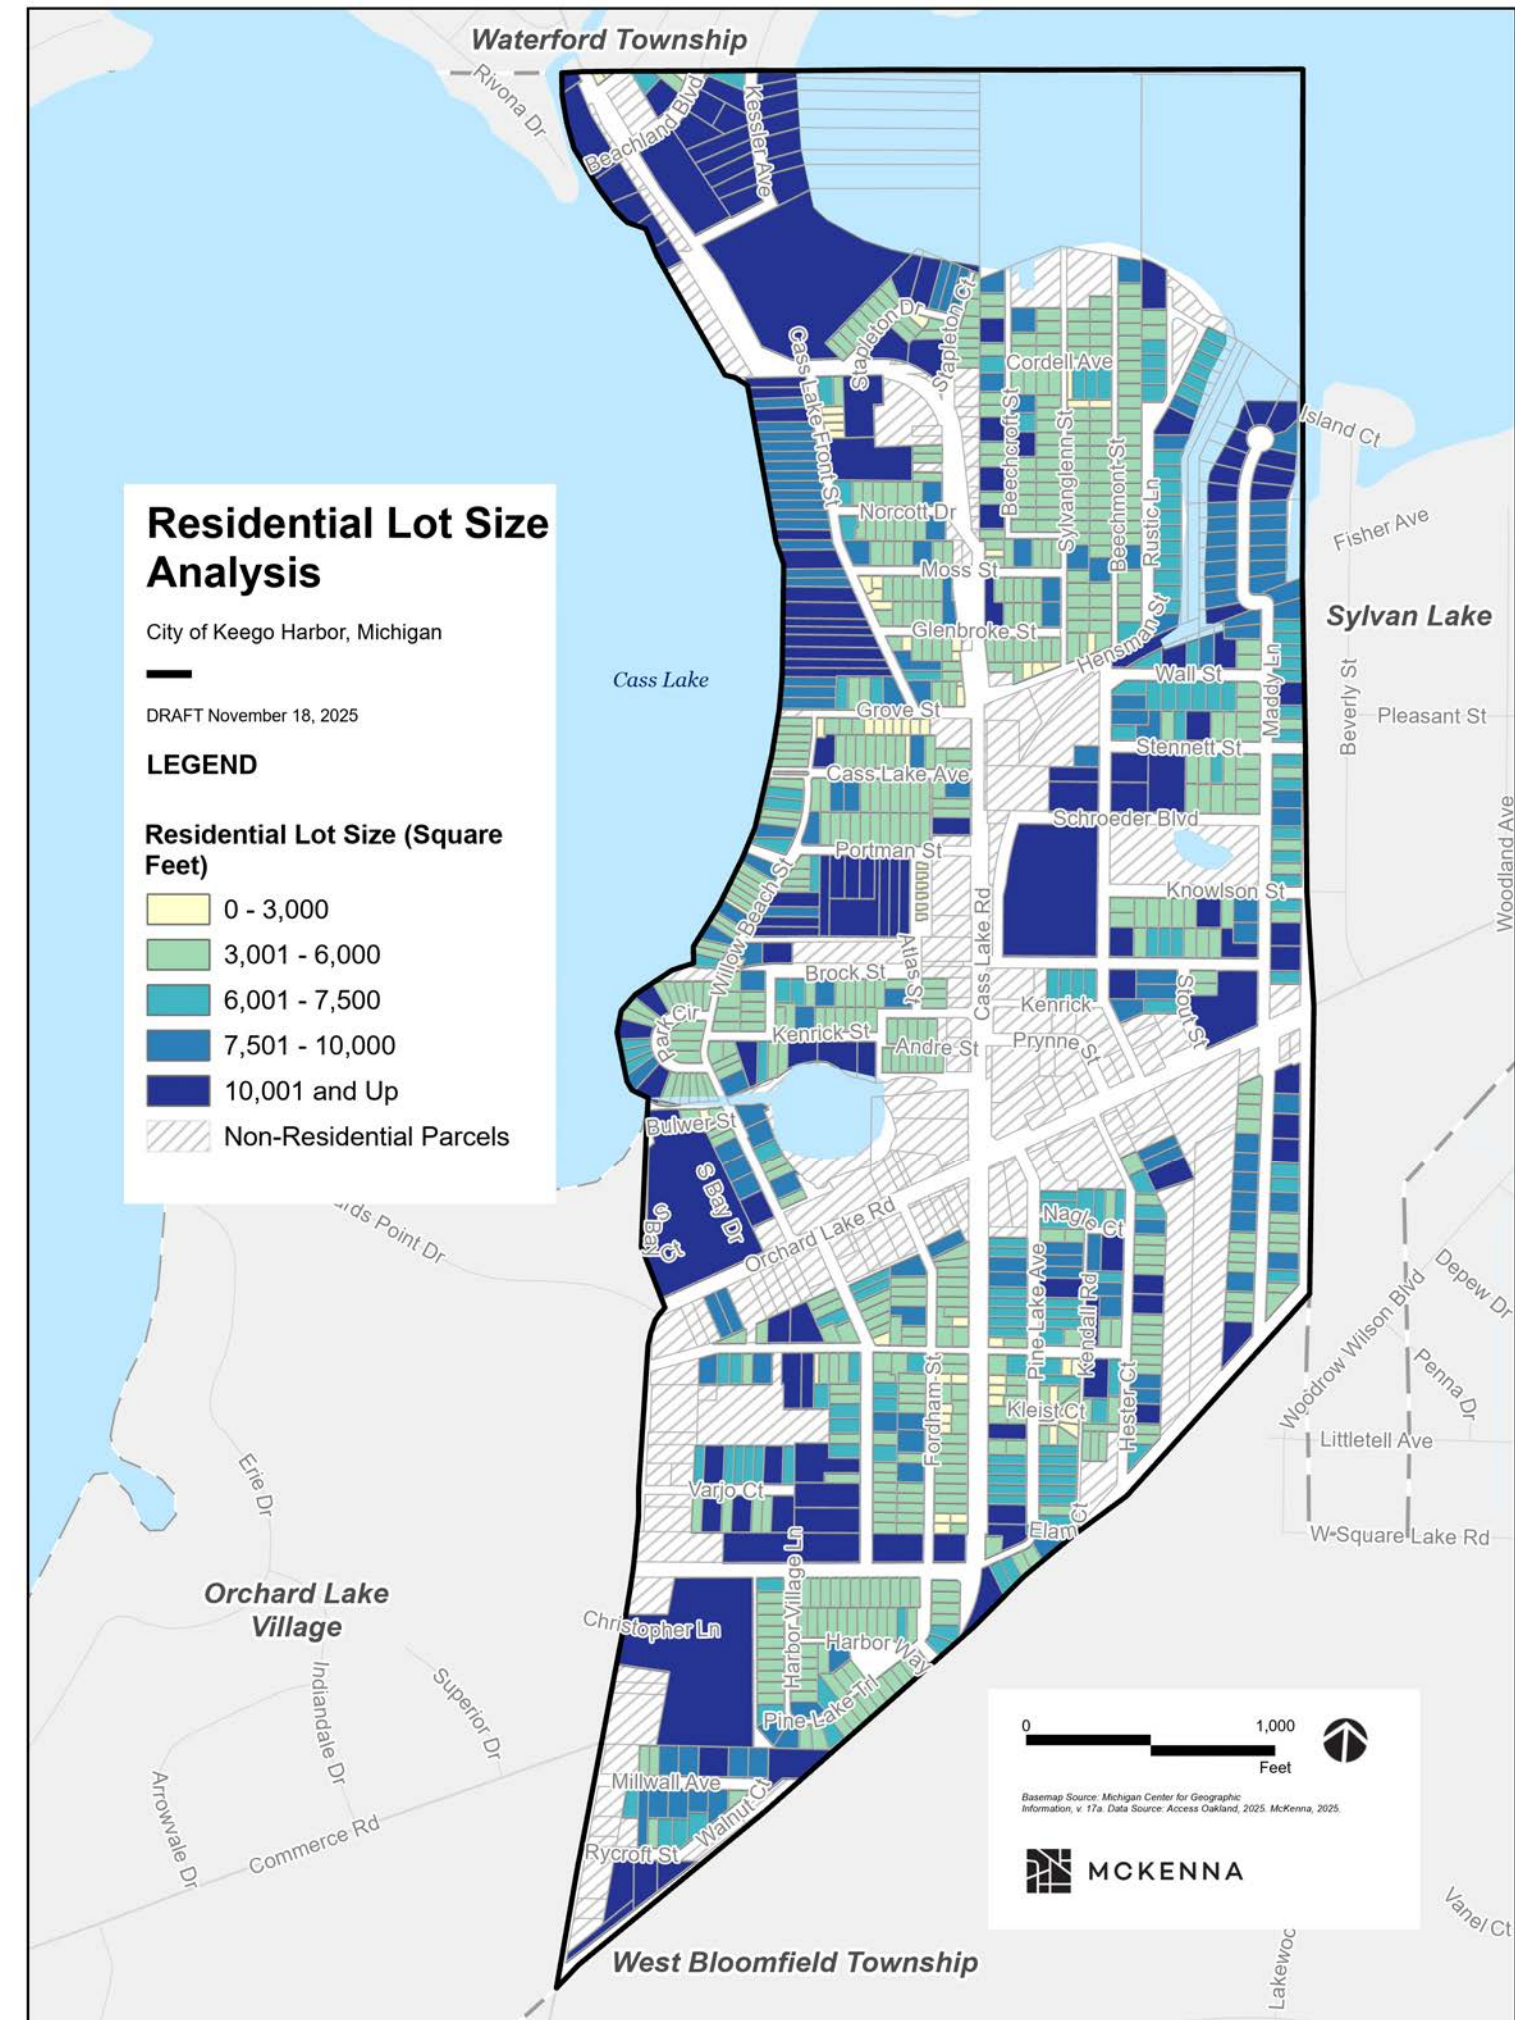 Waterford Township
Rivona Dr
Beachland Blvd
Kessler Ave
Stapleton Dr
Stapleton Ct
Cass Lake Front St
Cordell Ave
Beechcroft St
Sylvanglenn St
Beechmont St
Rustic Ln
Island Ct
Norcott Dr
Moss St
Glenbroke St
Hensman St
Fisher Ave
Sylvan Lake
Residential Lot Size
Analysis
City of Keego Harbor, Michigan
DRAFT November 18, 2025
LEGEND
Residential Lot Size (Square
Feet)
0 - 3,000
3,001 - 6,000
6,001 - 7,500
7,501 - 10,000
10,001 and Up
Non-Residential Parcels
Cass Lake
Wall St
Maddy Ln
Beverly St
Pleasant St
Grove St
Stennett St
Cass Lake Ave
Schroeder Blvd
Woodland Ave
Portman St
Knowlson St
Willow Beach St
Cass Lake Rd
Atlas St
Brock St
Park Cir
Kenrick St
Kenrick
Stout St
Andre St
Prynne St
Bulwer St
S Bay Dr
S Bay
Ct
Orchard Lake Rd
Nagle Ct
Pine Lake Ave
Kendall Rd
rds Point Dr
Depew Dr
Woodrow Wilson Blvd
Penna Dr
Fordham St
Kleist Ct
Hester Ct
Littletell Ave
Erie Dr
Varjo Ct
Elam Ct
W Square Lake Rd
Harbor Village Ln
Orchard Lake
Village
Christopher Ln
Harbor Way
Indiandale Dr
Superior Dr
Pine Lake Trl
Millwall Ave
Walnut Ct
Arrowvale Dr
Commerce Rd
Rycroft St
0
1,000
Feet
Basemap Source: Michigan Center for Geographic
Information, v. 17a. Data Source: Access Oakland, 2025. McKenna, 2025.
MCKENNA
Vanel Ct
Lakewoo
West Bloomfield Township